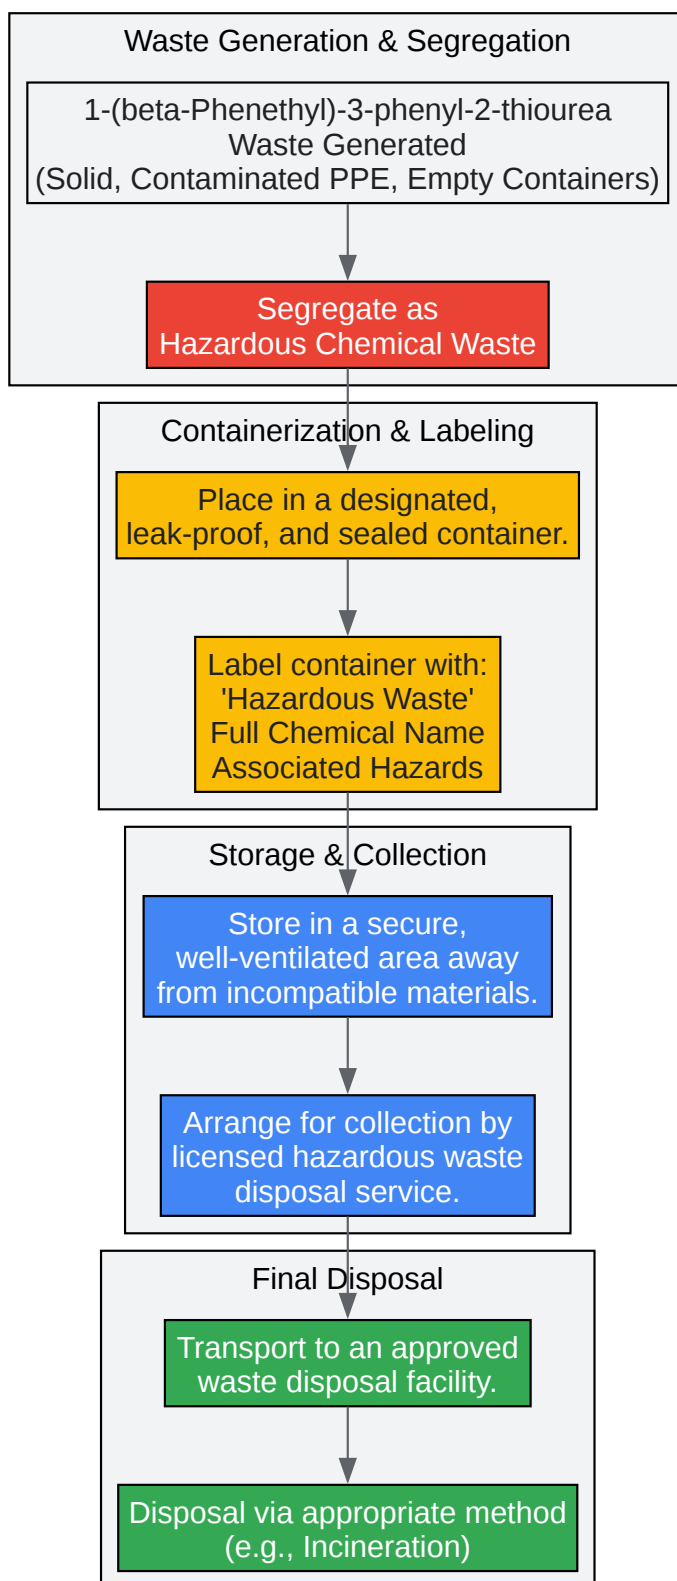 Waste Generation & Segregation
1-(beta-Phenethyl)-3-phenyl-2-thiourea
Waste Generated
(Solid, Contaminated PPE, Empty Containers)
Segregate as
Hazardous Chemical Waste
Containerization & Labeling
Place in a designated,
leak-proof, and sealed container.
Label container with:
'Hazardous Waste'
Full Chemical Name
Associated Hazards
Storage & Collection
Store in a secure,
well-ventilated area away
from incompatible materials.
Arrange for collection by
licensed hazardous waste
disposal service.
Final Disposal
Transport to an approved
waste disposal facility.
Disposal via appropriate method
(e.g., Incineration)